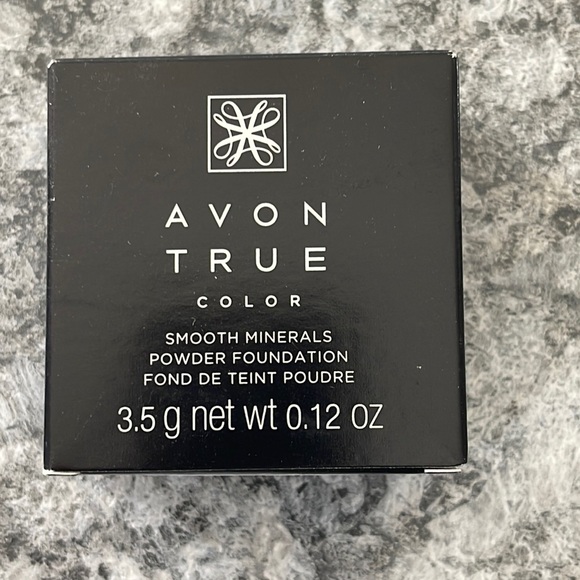 AVON
TRUE
COLOR
SMOOTH MINERALS
POWDER FOUNDATION
FOND DE TEINT POUDRE
3.5 g net wt 0.12 OZ